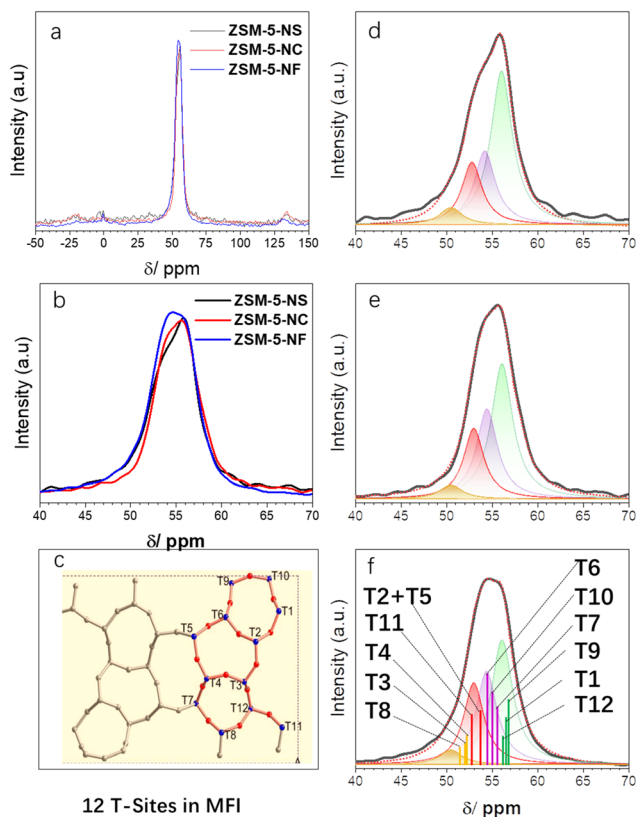 a
ZSM-5-NS
ZSM-5-NC
ZSM-5-NF
Intensity (a.u)
-50 -25 0 25 50 75 100 125 150
δ/ ppm
d
Intensity (a.u)
40 45 50 55 60 65 70
b
ZSM-5-NS
ZSM-5-NC
ZSM-5-NF
Intensity (a.u)
40 45 50 55 60 65 70
δ/ ppm
e
Intensity (a.u)
40 45 50 55 60 65 70
c
T9
T10
T1
T6
T5
T2
T4
T3
T7
T12
T11
T8
12 T-Sites in MFI
f
T6
T10
T7
T9
T1
T12
T2+T5
T11
T4
T3
T8
Intensity (a.u)
40 45 50 55 60 65 70
δ/ ppm